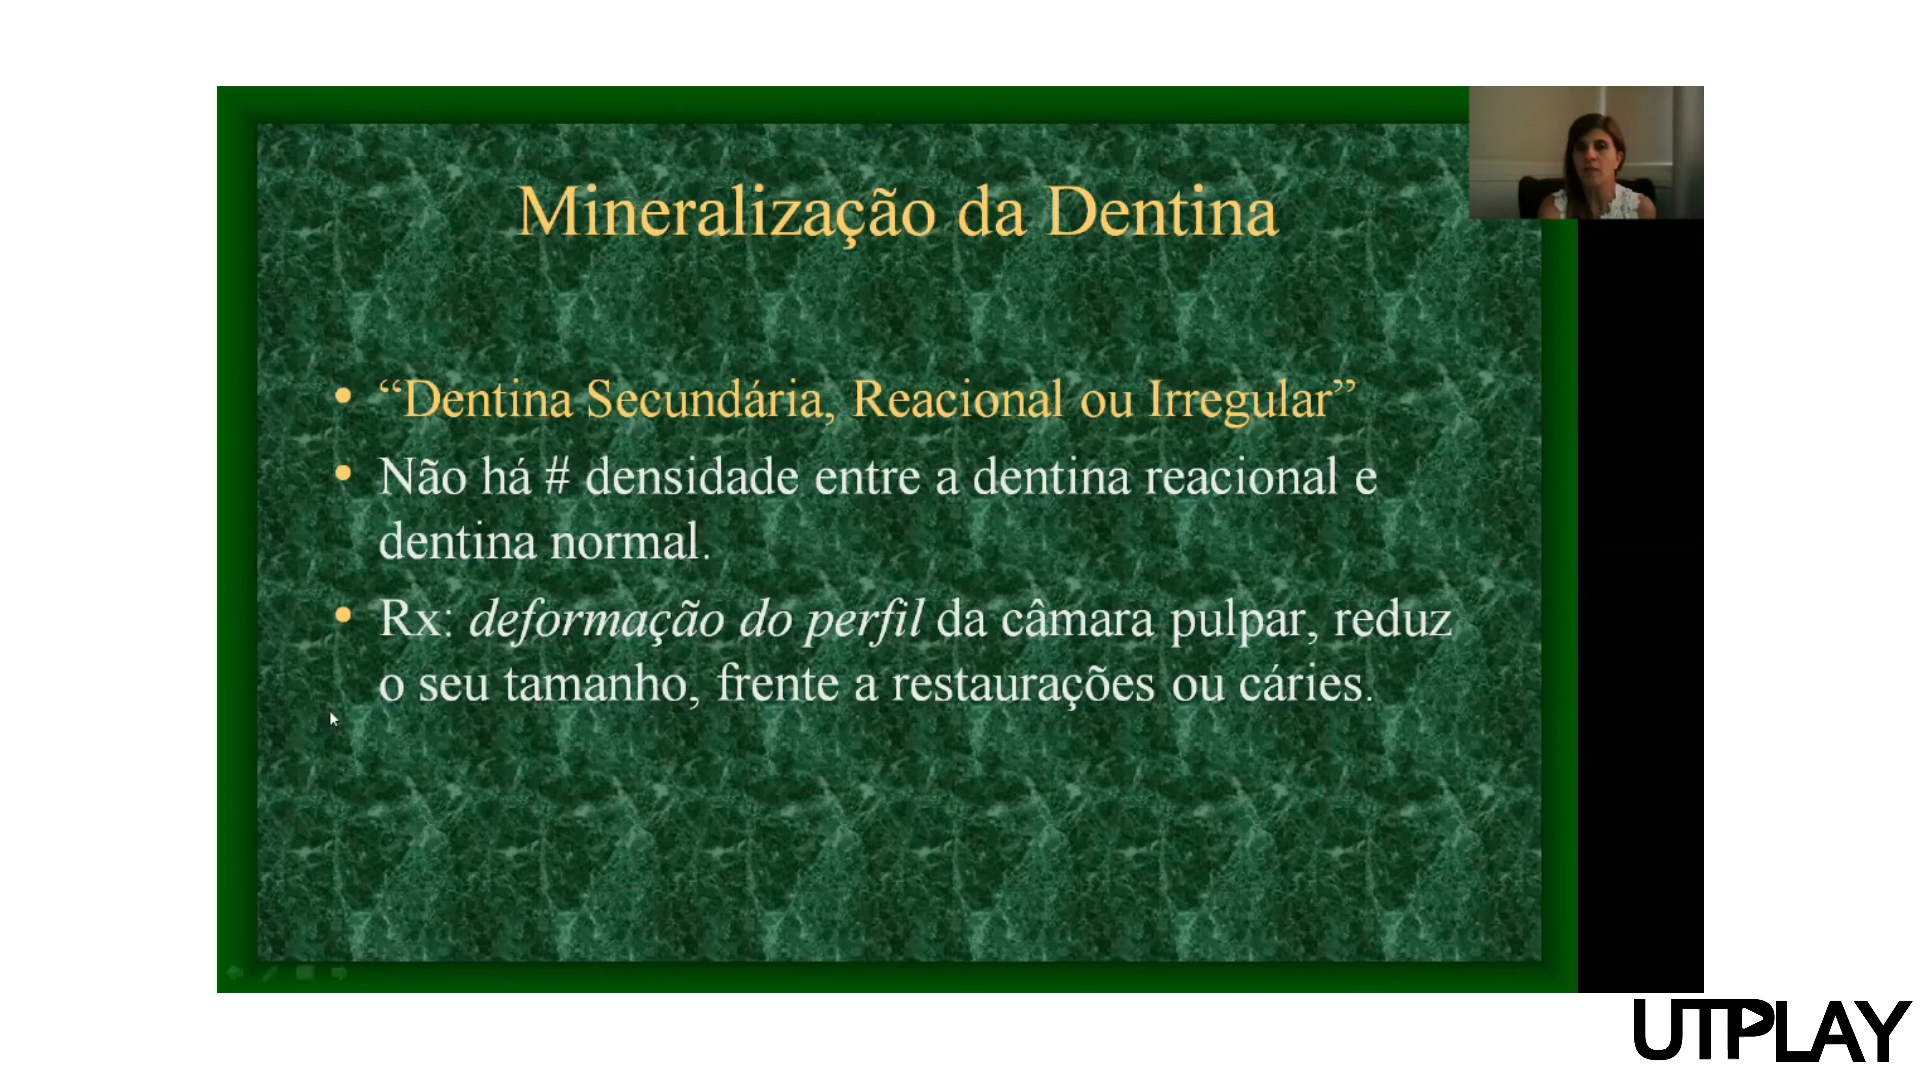 Mineralização da Dentina
• “Dentina Secundária, Reacional ou Irregular”
• Não há # densidade entre a dentina reacional e
dentina normal.
• Rx: deformação do perfil da câmara pulpar, reduz
o seu tamanho, frente a restaurações ou cáries.
UTPLAY